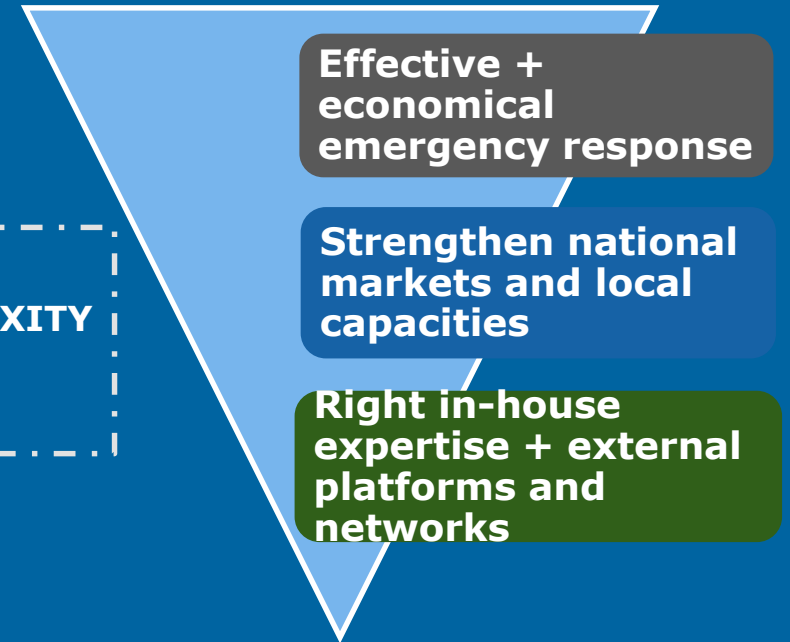 Effective +
economical
emergency response
Strengthen national
markets and local
capacities
XITY
Right in-house
expertise + external
platforms and
networks